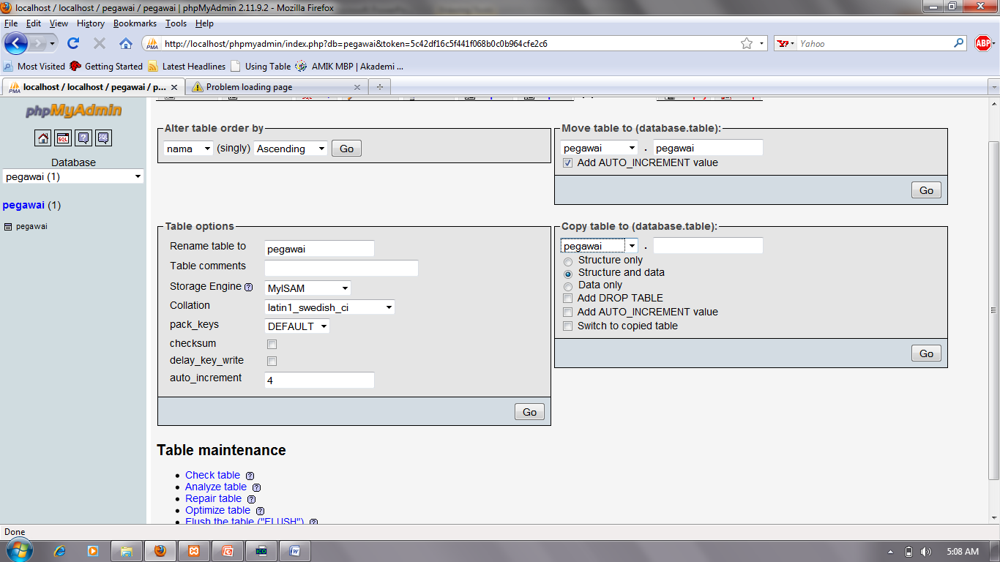 localhost / localhost / pegawai / pegawai | phpMyAdmin 2.11.9.2 - Mozilla Firefox
File Edit View History Bookmarks Tools Help
PMA http://localhost/phpmyadmin/index.php?db=pegawai&token=5c42df16c5f441f068b0c0b964cfe2c6 Yahoo ABP
Most Visited Getting Started Latest Headlines Using Table AMIK MBP | Akademi ...
PMA localhost / localhost / pegawai / p... Problem loading page
phpMyAdmin
SQL SQL
Database
pegawai (1)
pegawai (1)
pegawai
Alter table order by
nama (singly) Ascending Go
Move table to (database.table):
pegawai . pegawai
Add AUTO_INCREMENT value
Go
Table options
Rename table to pegawai
Table comments
Storage Engine ? MyISAM
Collation latin1_swedish_ci
pack_keys DEFAULT
checksum
delay_key_write
auto_increment 4
Go
Copy table to (database.table):
pegawai .
Structure only
Structure and data
Data only
Add DROP TABLE
Add AUTO_INCREMENT value
Switch to copied table
Go
Table maintenance
Check table ?
Analyze table ?
Repair table ?
Optimize table ?
Flush the table ("FLUSH") ?
Done
5:08 AM